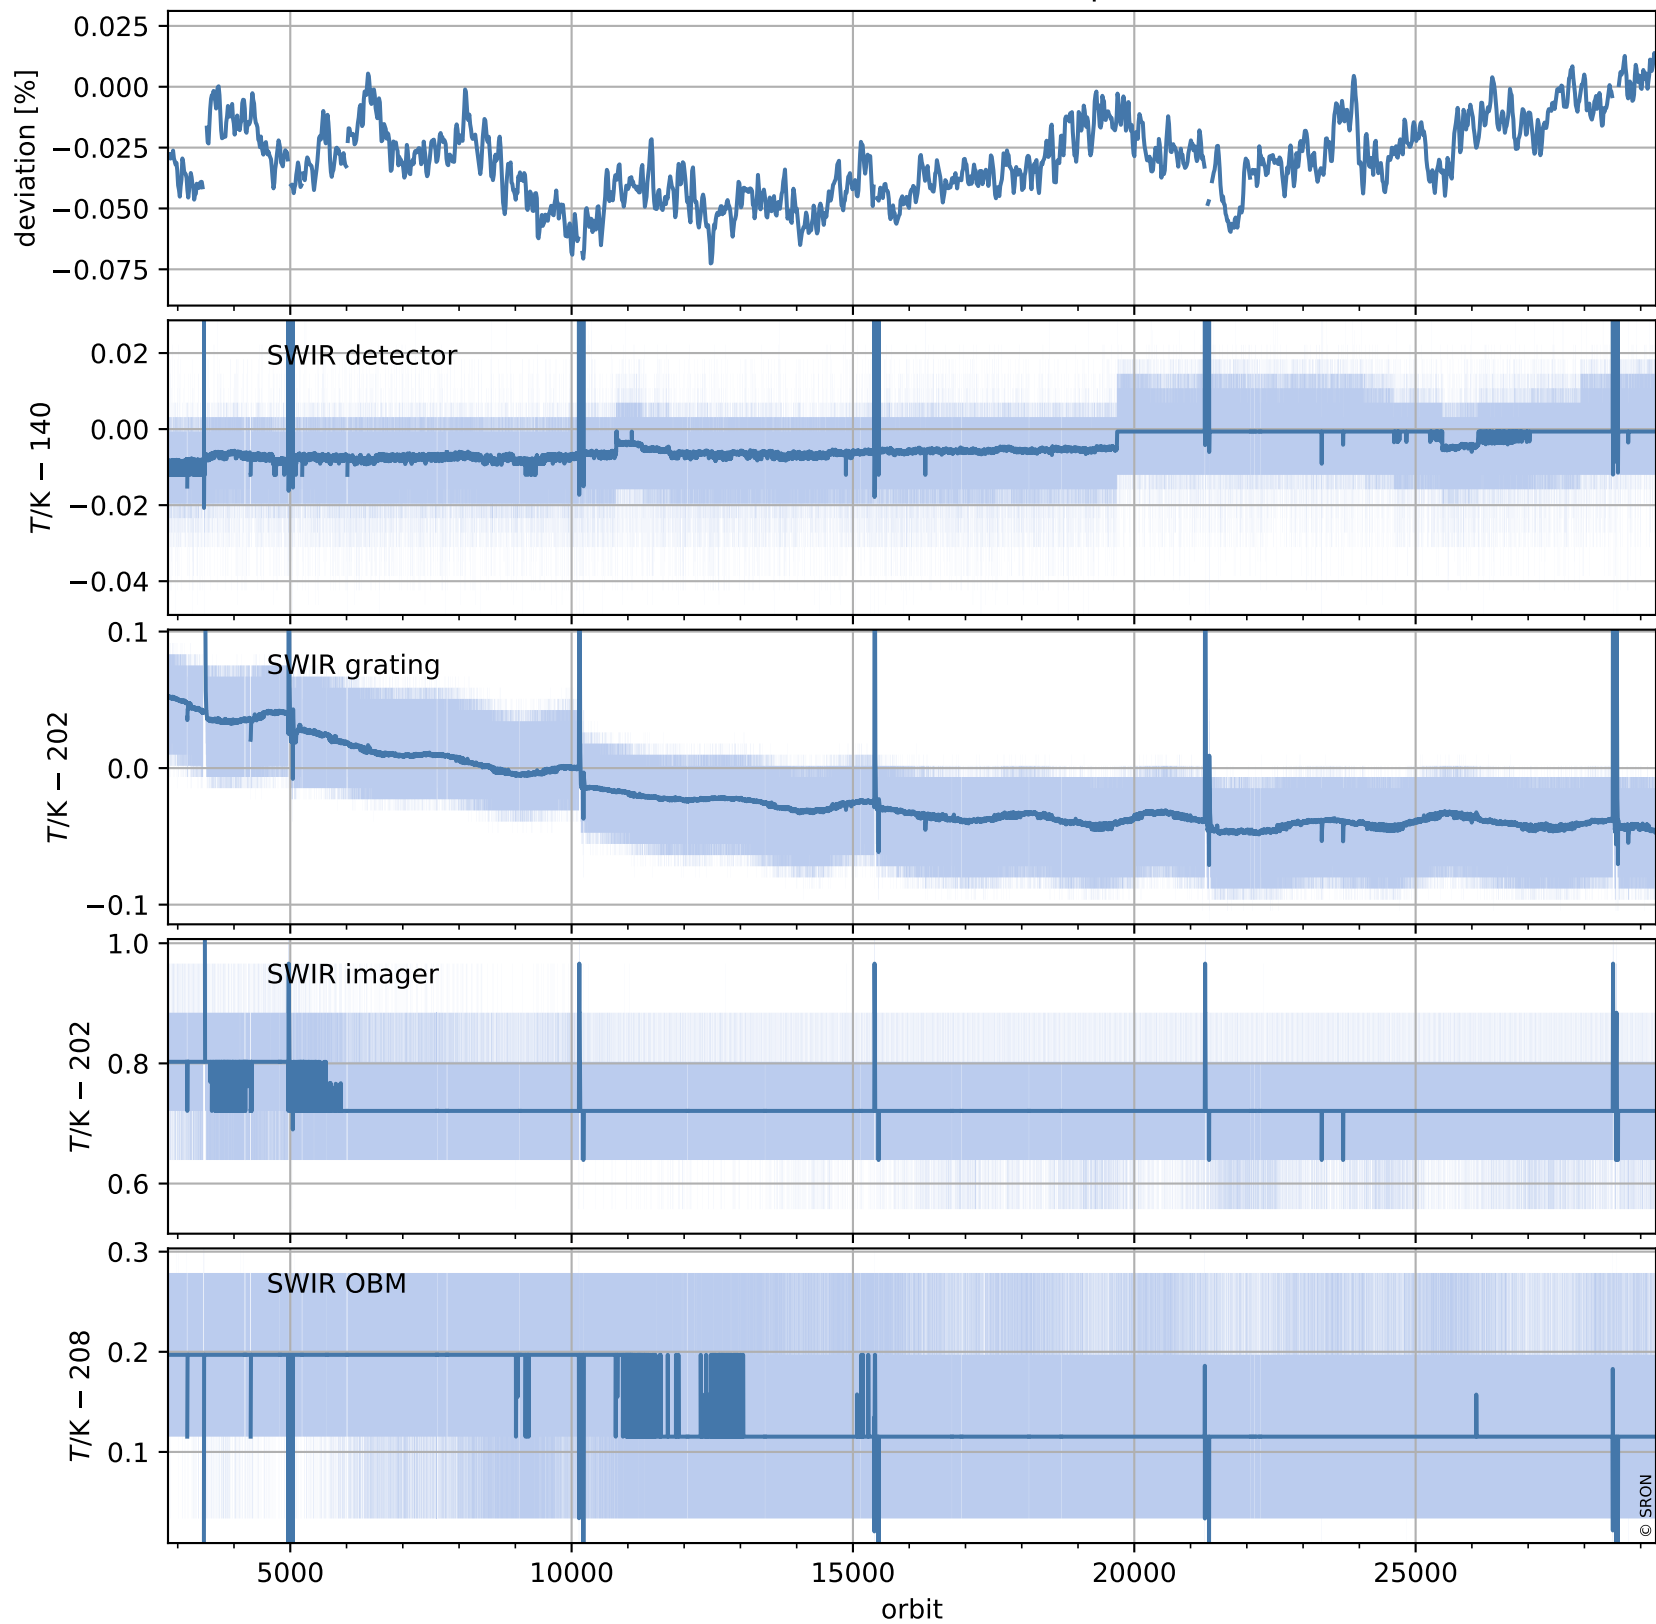 0.025
0.000
−0.025
−0.050
−0.075
deviation [%]
SWIR detector
0.02
0.00
−0.02
−0.04
T/K − 140
SWIR grating
0.1
0.0
−0.1
T/K − 202
SWIR imager
1.0
0.8
0.6
T/K − 202
SWIR OBM
0.3
0.2
0.1
T/K − 208
© SRON
5000 10000 15000 20000 25000
orbit